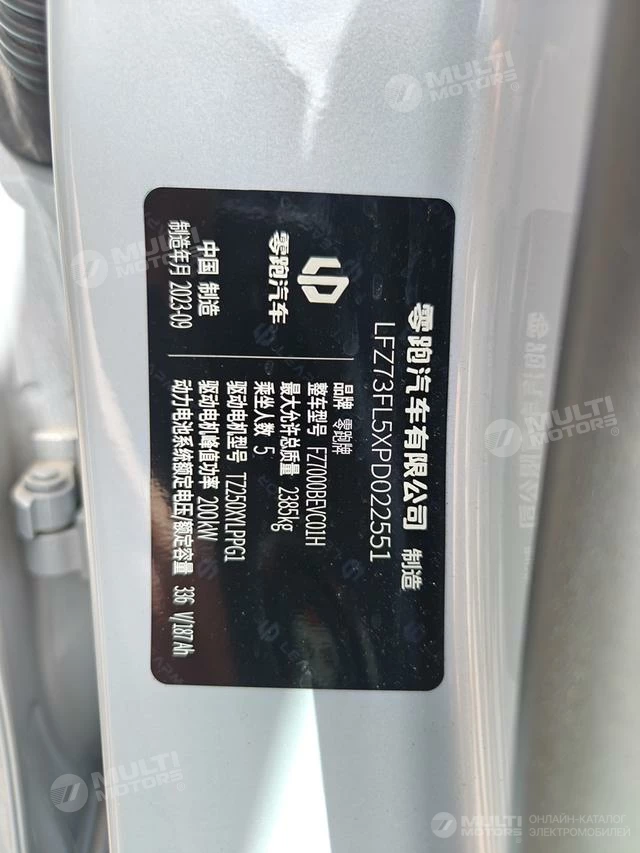 零跑汽车有限公司 制造
LFZ73FL5XPD022551
零跑汽车
品牌 零跑牌
整车型号 FZ7000BEVC01H
最大允许总质量 2385kg
乘坐人数 5
中国 制造
制造年月 2023-09
驱动电机型号 TZ250XYLPPG1
驱动电机峰值功率 200kW
动力电池系统额定电压/额定容量 336 V/187 Ah
MULTI MOTORS
MULTI MOTORS
MULTI MOTORS
MULTI MOTORS
MULTI MOTORS
ОНЛАЙН-КАТАЛОГ
ЭЛЕКТРОМОБИЛЕЙ